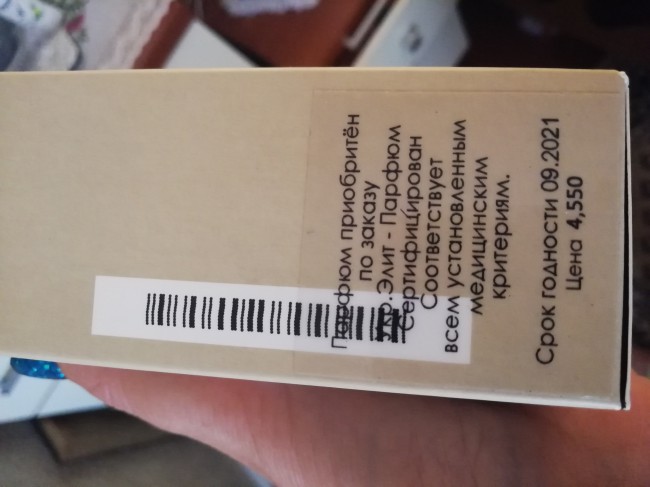 Парфюм приобритён
по заказу
Укр.Элит - Парфюм
Сертифицирован
Соответствует
всем установленным
медицинским
критериям.
Срок годности 09.2021
Цена 4,550